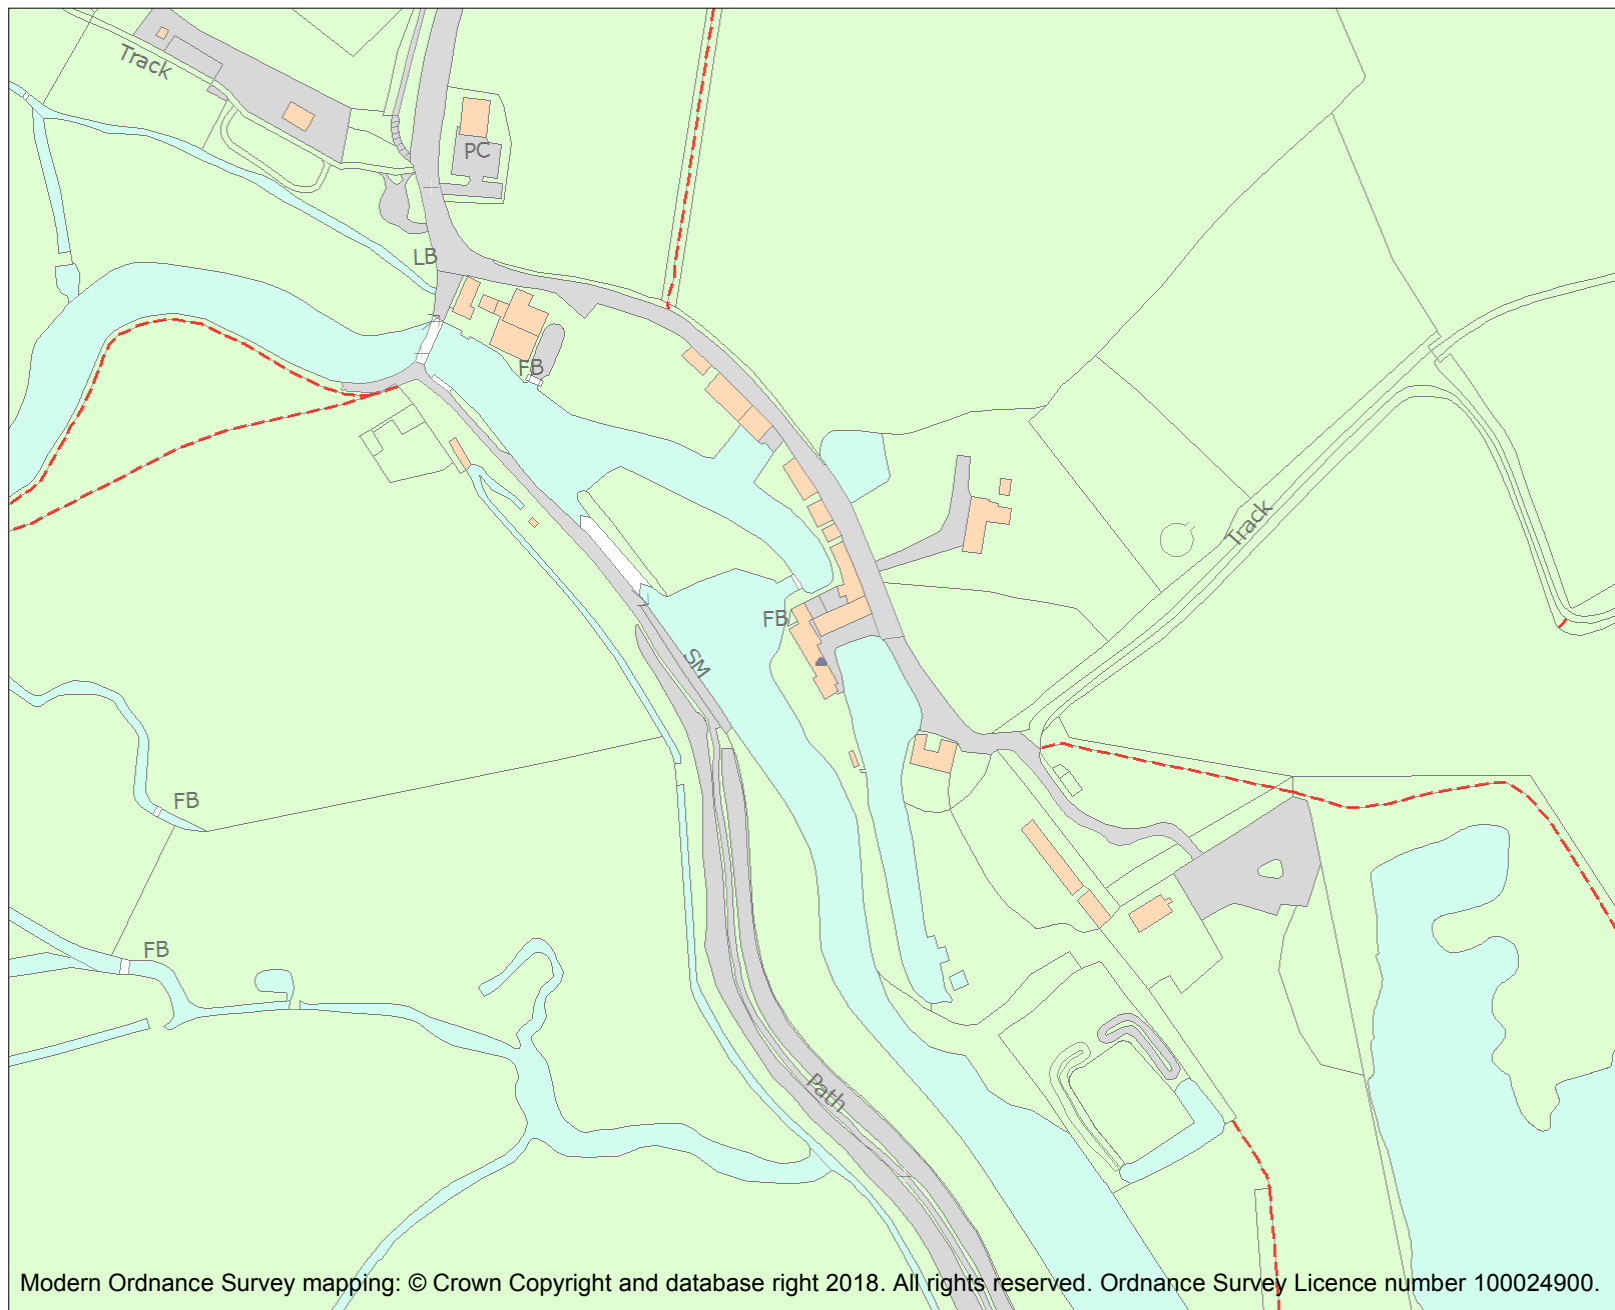 Track
PC
LB
FB
Track
FB
SM
FB
FB
Path
Modern Ordnance Survey mapping: © Crown Copyright and database right 2018. All rights reserved. Ordnance Survey Licence number 100024900.